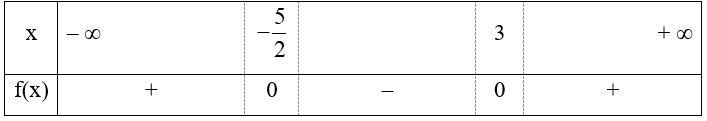 x – ∞ −5/2 3 + ∞
f(x) + 0 – 0 +